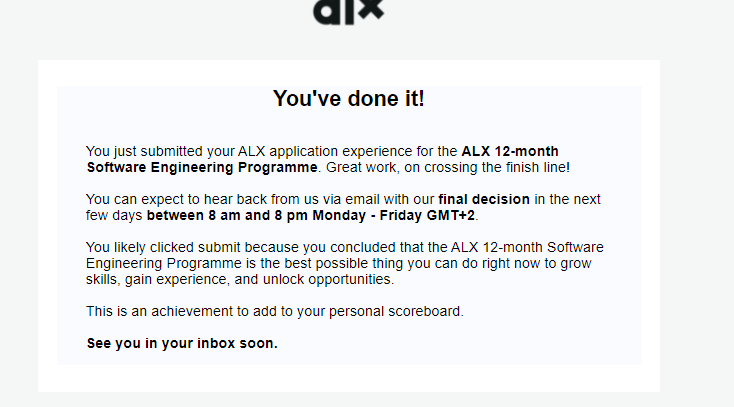 alx
You've done it!
You just submitted your ALX application experience for the ALX 12-month
Software Engineering Programme. Great work, on crossing the finish line!
You can expect to hear back from us via email with our final decision in the next
few days between 8 am and 8 pm Monday - Friday GMT+2.
You likely clicked submit because you concluded that the ALX 12-month Software
Engineering Programme is the best possible thing you can do right now to grow
skills, gain experience, and unlock opportunities.
This is an achievement to add to your personal scoreboard.
See you in your inbox soon.